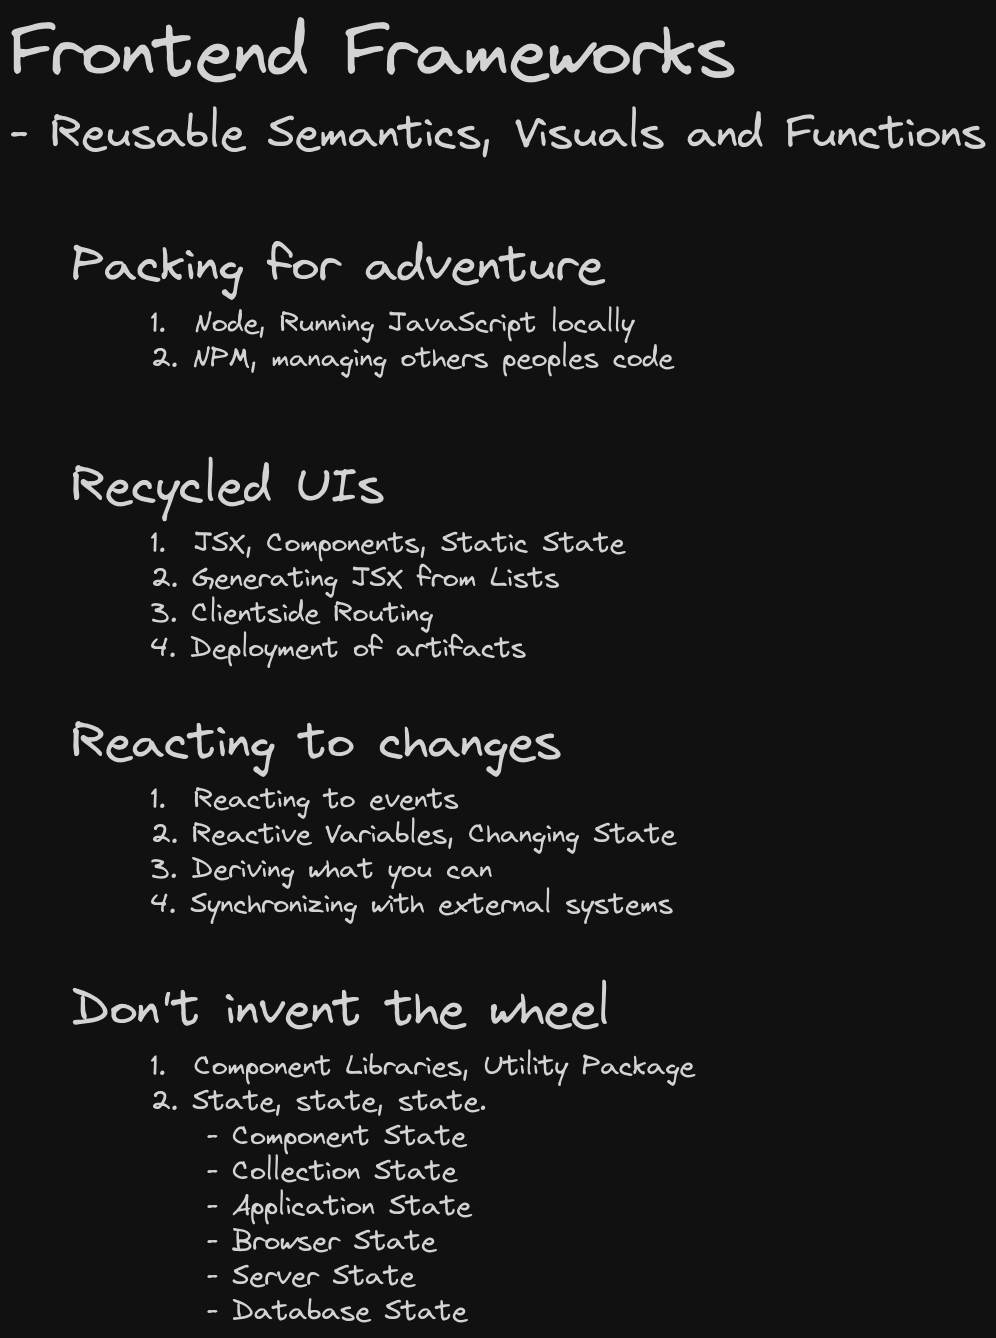 Frontend Frameworks
- Reusable Semantics, Visuals and Functions
Packing for adventure
1. Node, Running JavaScript locally
2. NPM, managing others peoples code
Recycled UIs
1. JSX, Components, Static State
2. Generating JSX from Lists
3. Clientside Routing
4. Deployment of artifacts
Reacting to changes
1. Reacting to events
2. Reactive Variables, Changing State
3. Deriving what you can
4. Synchronizing with external systems
Don't invent the wheel
1. Component Libraries, Utility Package
2. State, state, state.
- Component State
- Collection State
- Application State
- Browser State
- Server State
- Database State